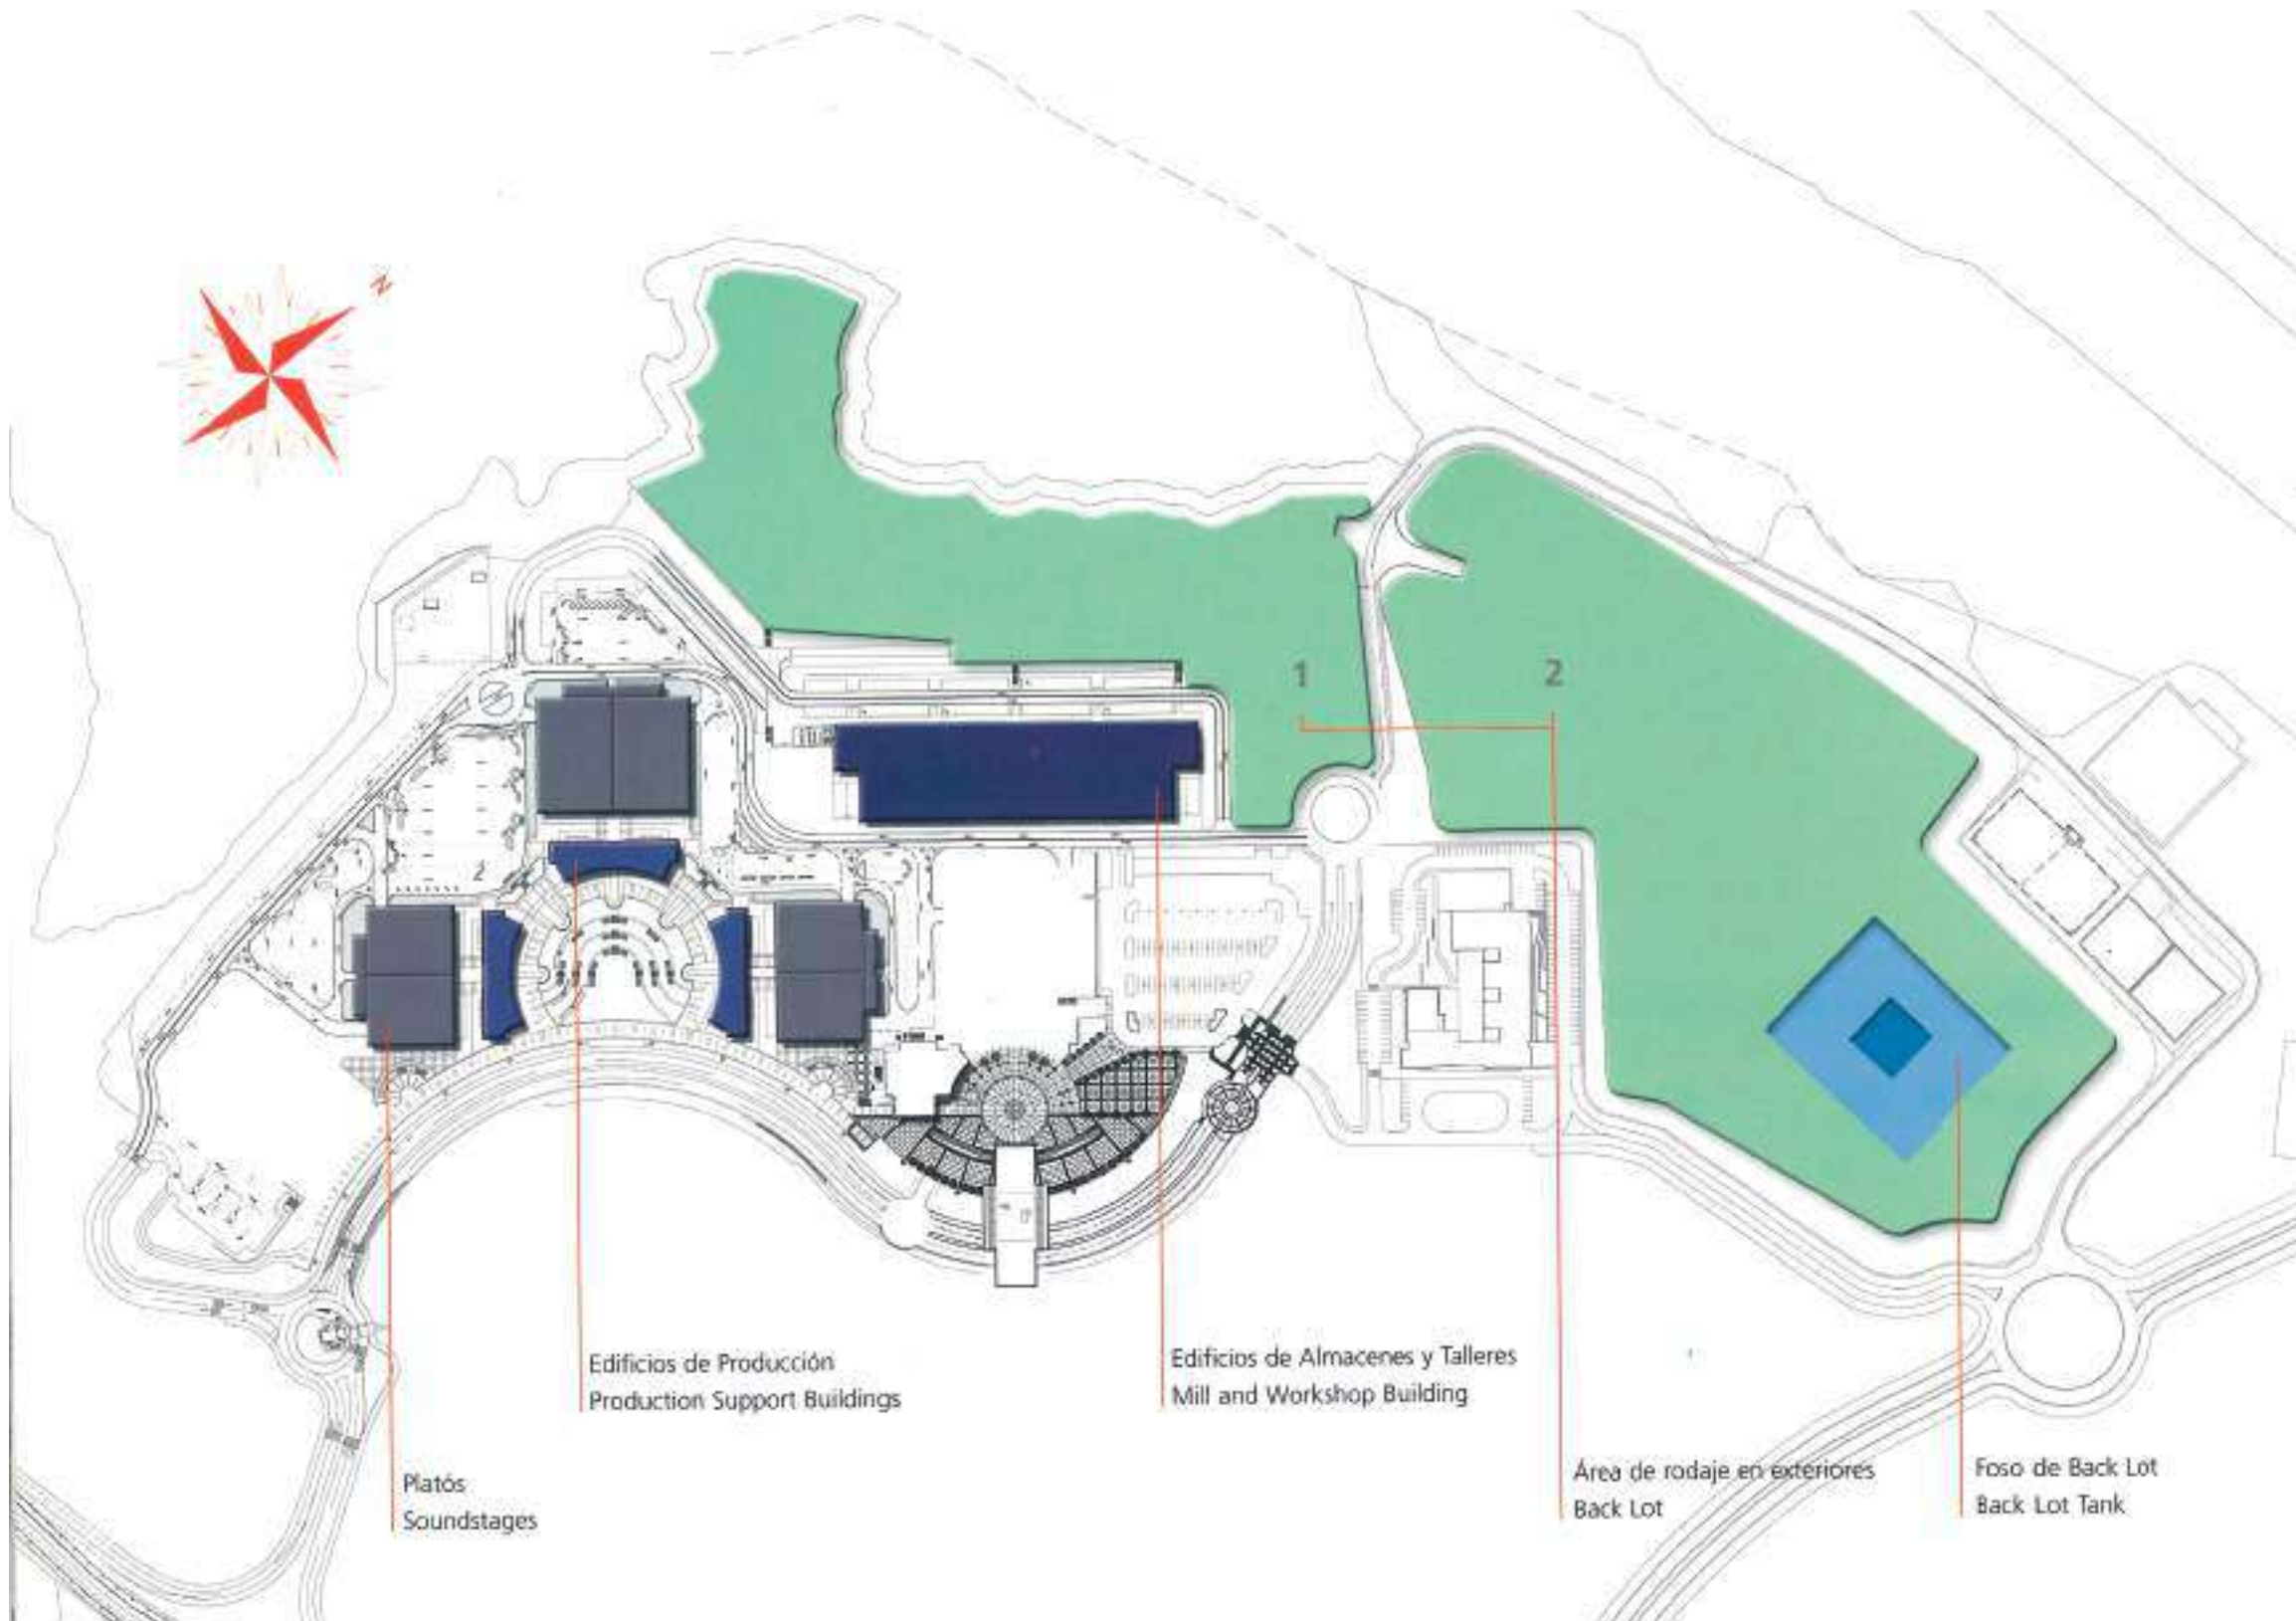 N
1
2
Edificios de Producción
Production Support Buildings
Edificios de Almacenes y Talleres
Mill and Workshop Building
Platós
Soundstages
Área de rodaje en exteriores
Back Lot
Foso de Back Lot
Back Lot Tank